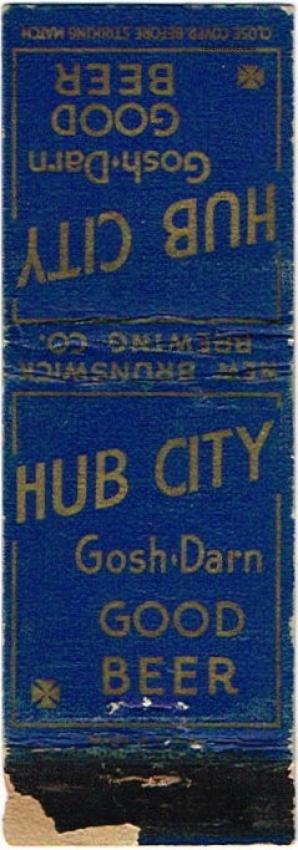 CLOSE COVER BEFORE STRIKING MATCH
HUB CITY
Gosh·Darn
GOOD
BEER
NEW BRUNSWICK
BREWING CO.
HUB CITY
Gosh·Darn
GOOD
BEER